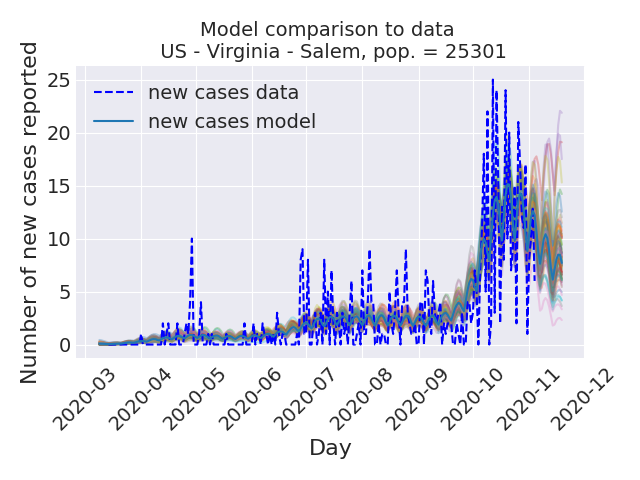 Model comparison to data
US - Virginia - Salem, pop. = 25301
Number of new cases reported
25
20
15
10
5
0
new cases data
new cases model
2020-03
2020-04
2020-05
2020-06
2020-07
2020-08
2020-09
2020-10
2020-11
2020-12
Day